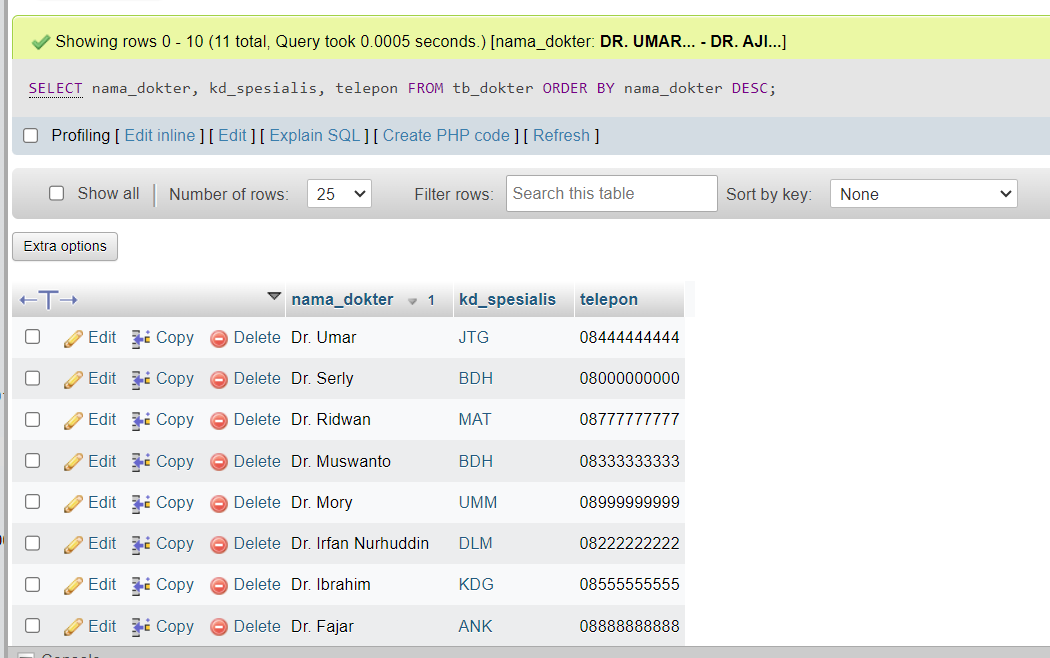 Showing rows 0 - 10 (11 total, Query took 0.0005 seconds.) [nama_dokter: DR. UMAR... - DR. AJI...]
SELECT nama_dokter, kd_spesialis, telepon FROM tb_dokter ORDER BY nama_dokter DESC;
Profiling [ Edit inline ] [ Edit ] [ Explain SQL ] [ Create PHP code ] [ Refresh ]
Show all Number of rows: 25 Filter rows: Search this table Sort by key: None
Extra options
nama_dokter 1 kd_spesialis telepon
Edit Copy Delete Dr. Umar JTG 08444444444
Edit Copy Delete Dr. Serly BDH 08000000000
Edit Copy Delete Dr. Ridwan MAT 08777777777
Edit Copy Delete Dr. Muswanto BDH 08333333333
Edit Copy Delete Dr. Mory UMM 08999999999
Edit Copy Delete Dr. Irfan Nurhuddin DLM 08222222222
Edit Copy Delete Dr. Ibrahim KDG 08555555555
Edit Copy Delete Dr. Fajar ANK 08888888888
Console